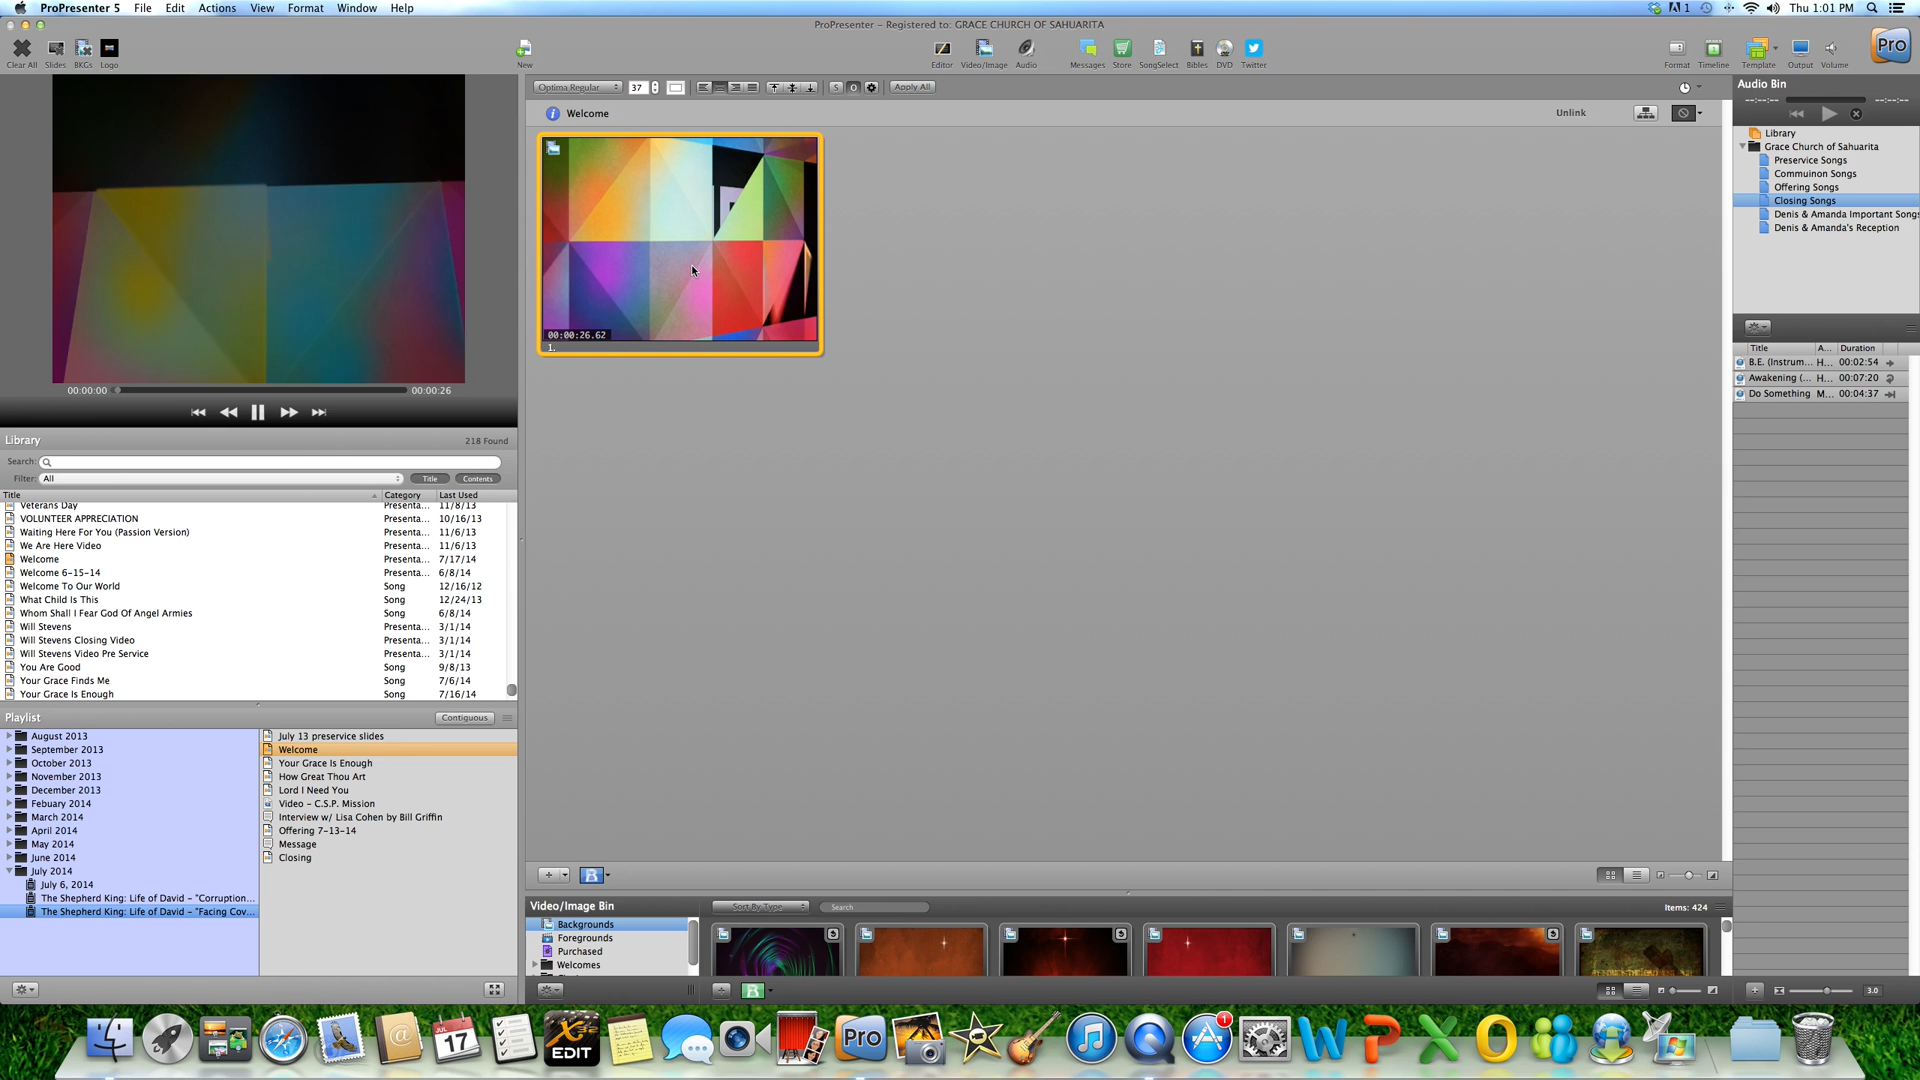 ProPresenter 5 File Edit Actions View Format Window Help
1 Thu 1:01 PM
ProPresenter – Registered to: GRACE CHURCH OF SAHUARITA
Clear All Slides BKGs Logo New Editor Video/Image Audio Messages Store SongSelect Bibles DVD Twitter Format Timeline Template Output Volume
Pro
Optima Regular 37 S O Apply All
Welcome Unlink
00:00:26.62
1.
00:00:00 00:00:26
Library 218 Found
Search:
Filter: All Title Contents
Title Category Last Used
Veterans Day Presenta... 11/8/13
VOLUNTEER APPRECIATION Presenta... 10/16/13
Waiting Here For You (Passion Version) Presenta... 11/6/13
We Are Here Video Presenta... 11/6/13
Welcome Presenta... 7/17/14
Welcome 6-15-14 Presenta... 6/8/14
Welcome To Our World Song 12/16/12
What Child Is This Song 12/24/13
Whom Shall I Fear God Of Angel Armies Song 6/8/14
Will Stevens Presenta... 3/1/14
Will Stevens Closing Video Presenta... 3/1/14
Will Stevens Video Pre Service Presenta... 3/1/14
You Are Good Song 9/8/13
Your Grace Finds Me Song 7/6/14
Your Grace Is Enough Song 7/16/14
Playlist Contiguous
August 2013
September 2013
October 2013
November 2013
December 2013
Febuary 2014
March 2014
April 2014
May 2014
June 2014
July 2014
July 6, 2014
The Shepherd King: Life of David – "Corruption...
The Shepherd King: Life of David – "Facing Cov...
July 13 preservice slides
Welcome
Your Grace Is Enough
How Great Thou Art
Lord I Need You
Video – C.S.P. Mission
Interview w/ Lisa Cohen by Bill Griffin
Offering 7-13-14
Message
Closing
Video/Image Bin Sort By Type Search Items: 424
Backgrounds
Foregrounds
Purchased
Welcomes
Audio Bin
--:--:-- --:--:--
Library
Grace Church of Sahuarita
Preservice Songs
Commuinon Songs
Offering Songs
Closing Songs
Denis & Amanda Important Songs
Denis & Amanda's Reception
Title A... Duration
B.E. (Instrum... H... 00:02:54
Awakening (... H... 00:07:20
Do Something M... 00:04:37
3.0
JUL 17
EDIT
Pro
1